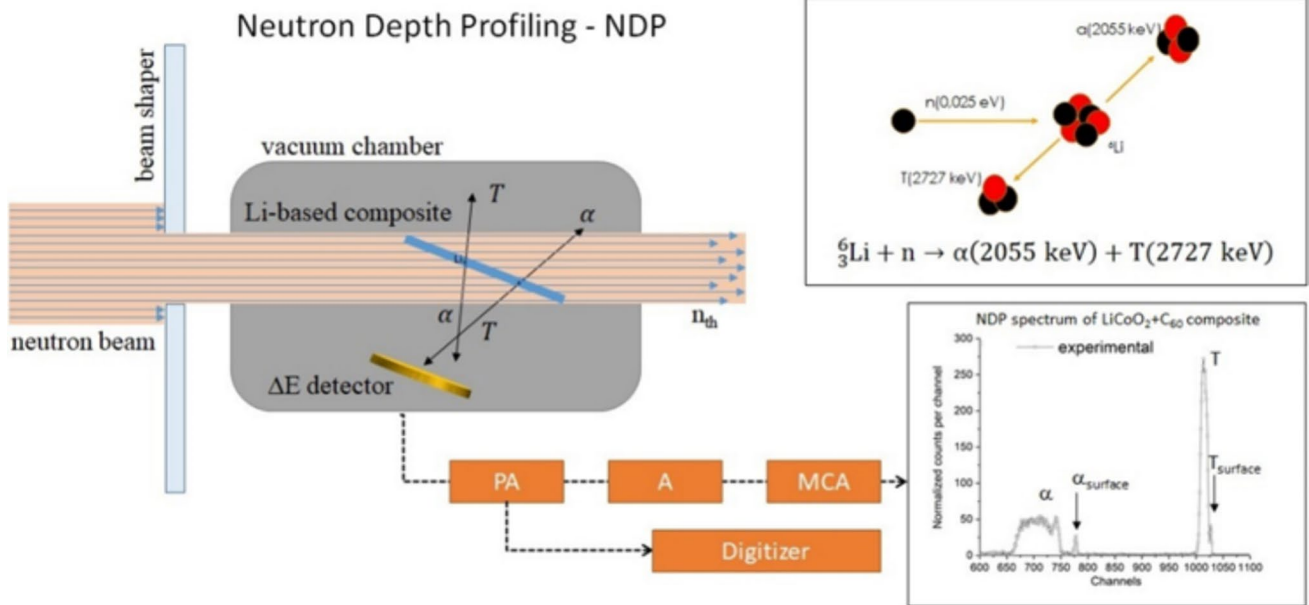 Neutron Depth Profiling - NDP
beam shaper
vacuum chamber
Li-based composite
T
α
Li
α
T
ΔE detector
neutron beam
n_th
PA
A
MCA
Digitizer
α(2055 keV)
n(0.025 eV)
⁶Li
T(2727 keV)
⁶₃Li + n → α(2055 keV) + T(2727 keV)
NDP spectrum of LiCoO₂+C₆₀ composite
experimental
T
T_surface
α
α_surface
Normalized counts per channel
300
250
200
150
100
50
0
600 650 700 750 800 850 900 950 1000 1050 1100
Channels